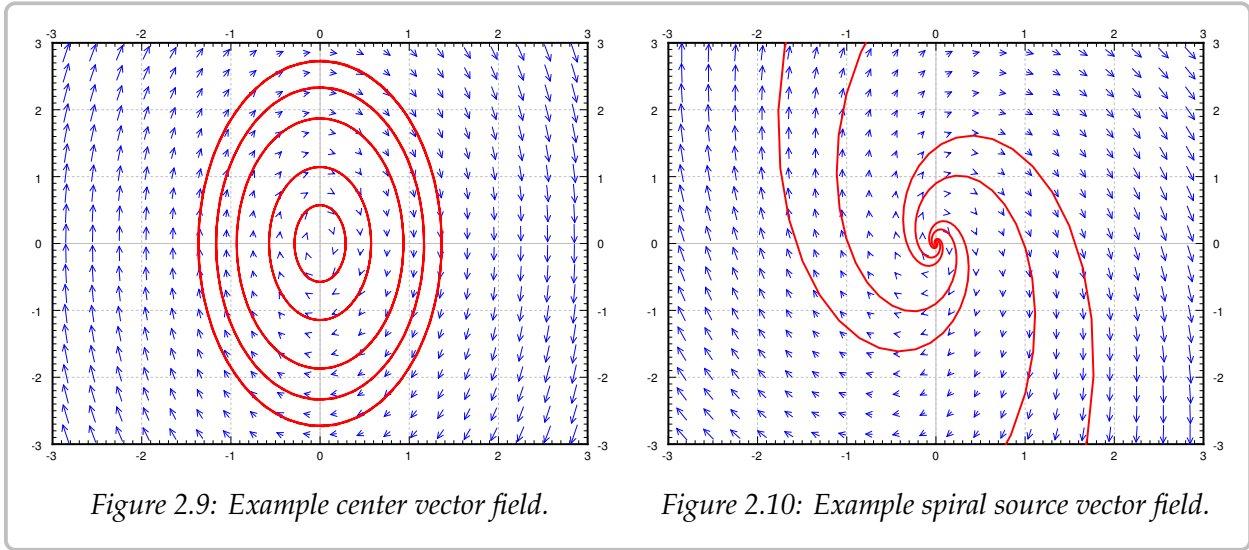 -3 -2 -1 0 1 2 3 -3 -2 -1 0 1 2 3
3 3 3 3
2 2 2 2
1 1 1 1
0 0 0 0
-1 -1 -1 -1
-2 -2 -2 -2
-3 -3 -3 -3
-3 -2 -1 0 1 2 3 -3 -2 -1 0 1 2 3
Figure 2.9: Example center vector field.
Figure 2.10: Example spiral source vector field.